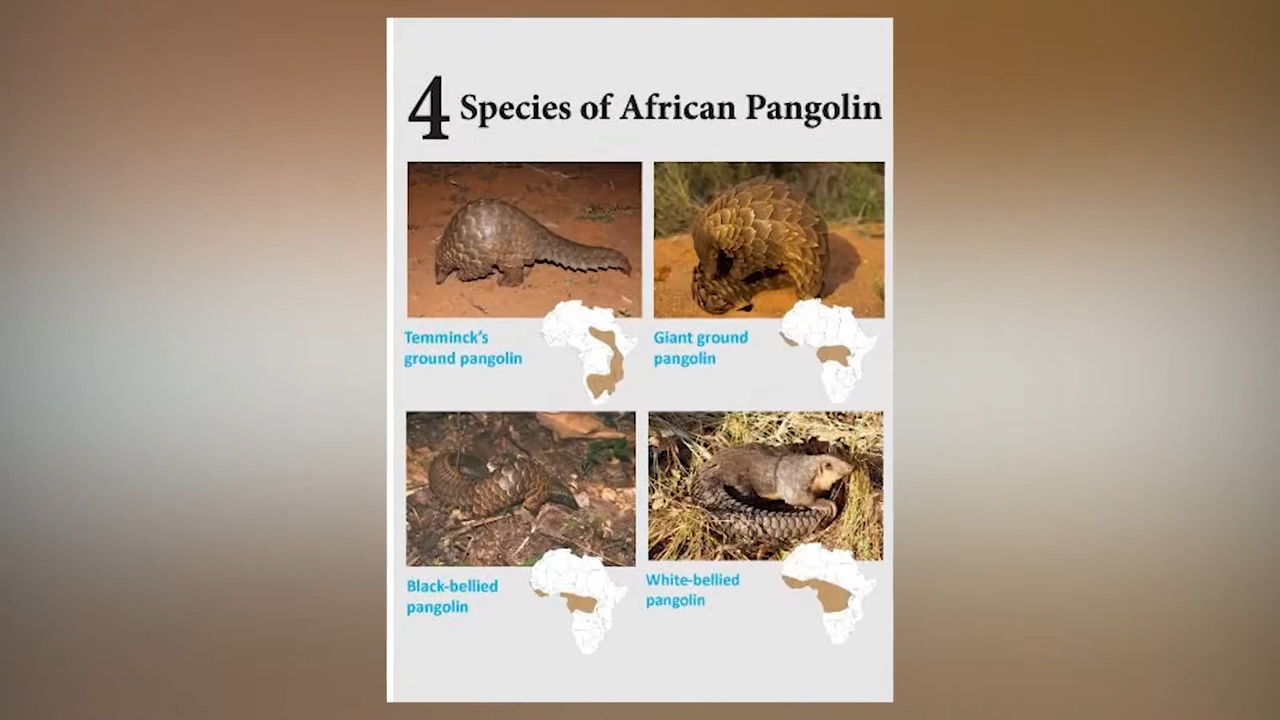 4 Species of African Pangolin
Temminck's
ground pangolin
Giant ground
pangolin
Black-bellied
pangolin
White-bellied
pangolin